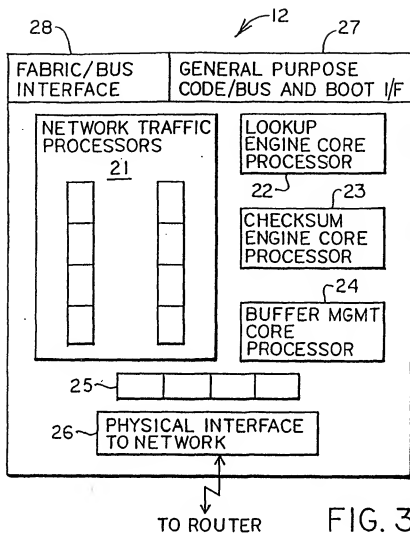 12
28
27
FABRIC/BUS
INTERFACE
GENERAL PURPOSE
CODE/BUS AND BOOT I/F
NETWORK TRAFFIC
PROCESSORS
21
LOOKUP
ENGINE CORE
PROCESSOR
22
23
CHECKSUM
ENGINE CORE
PROCESSOR
24
BUFFER MGMT
CORE
PROCESSOR
25
26
PHYSICAL INTERFACE
TO NETWORK
TO ROUTER
FIG. 3